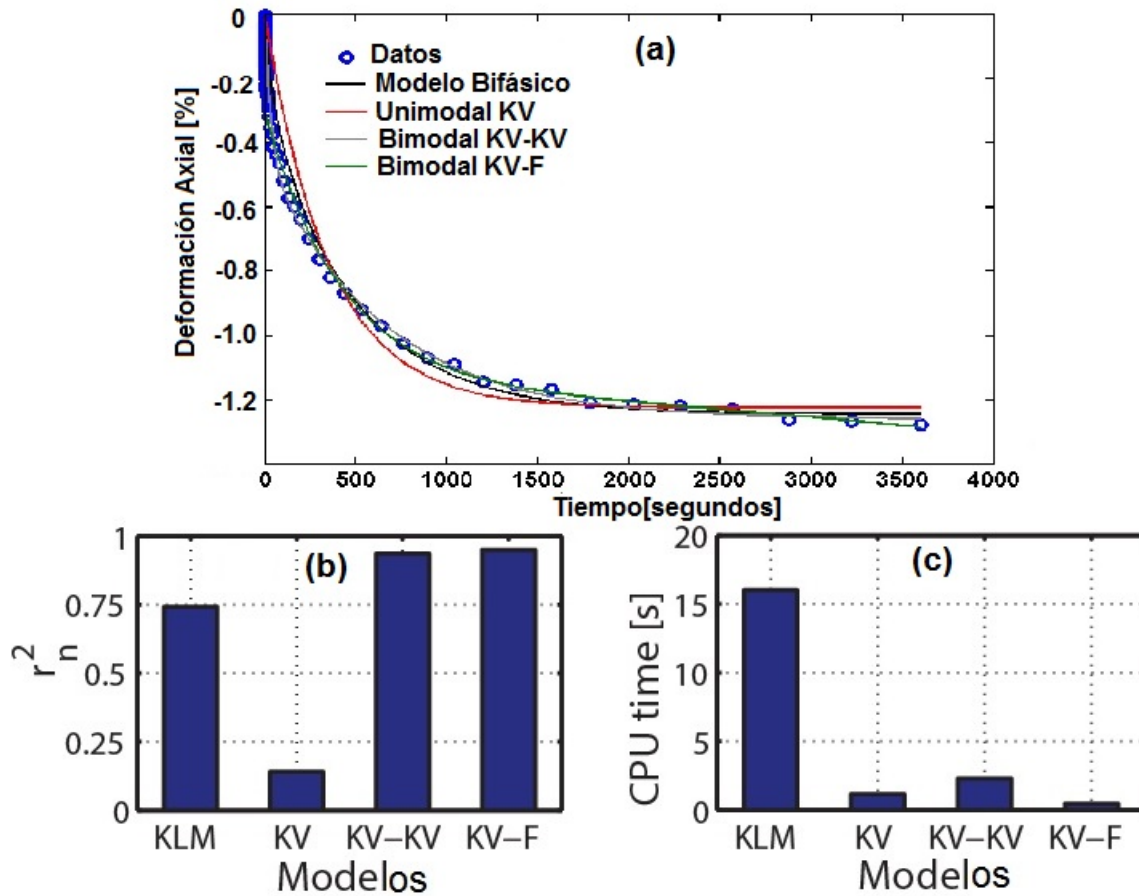 (a)
0
-0.2
-0.4
-0.6
-0.8
-1.0
-1.2
Deformación Axial [%]
Datos
Modelo Bifásico
Unimodal KV
Bimodal KV-KV
Bimodal KV-F
0 500 1000 1500 2000 2500 3000 3500 4000
Tiempo[segundos]
(b)
1
0.75
0.5
0.25
0
r²n
KLM KV KV–KV KV–F
Modelos
(c)
20
15
10
5
0
CPU time [s]
KLM KV KV–KV KV–F
Modelos